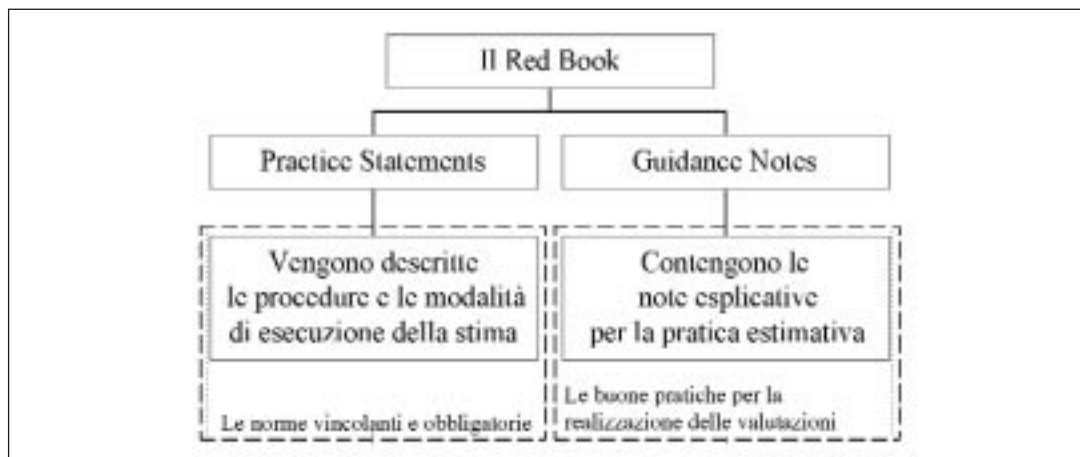 Il Red Book
Practice Statements
Guidance Notes
Vengono descritte
le procedure e le modalità
di esecuzione della stima
Contengono le
note esplicative
per la pratica estimativa
Le norme vincolanti e obbligatorie
Le buone pratiche per la
realizzazione delle valutazioni